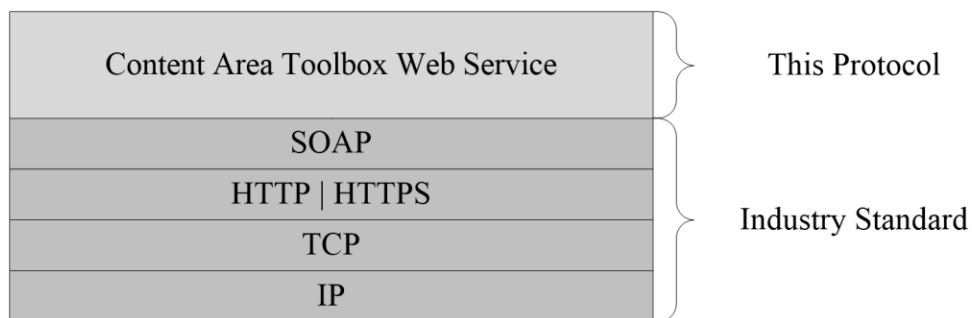 Content Area Toolbox Web Service
This Protocol
SOAP
HTTP | HTTPS
TCP
IP
Industry Standard